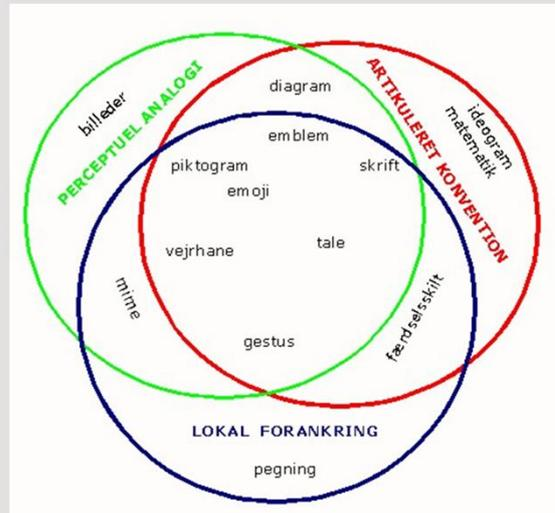 diagram
billeder
PERCEPTUEL ANALOGI
ARTIKULERET KONVENTION
ideogram
matematik
emblem
piktogram
skrift
emoji
vejrhane
tale
mime
færdselsskilt
gestus
LOKAL FORANKRING
pegning